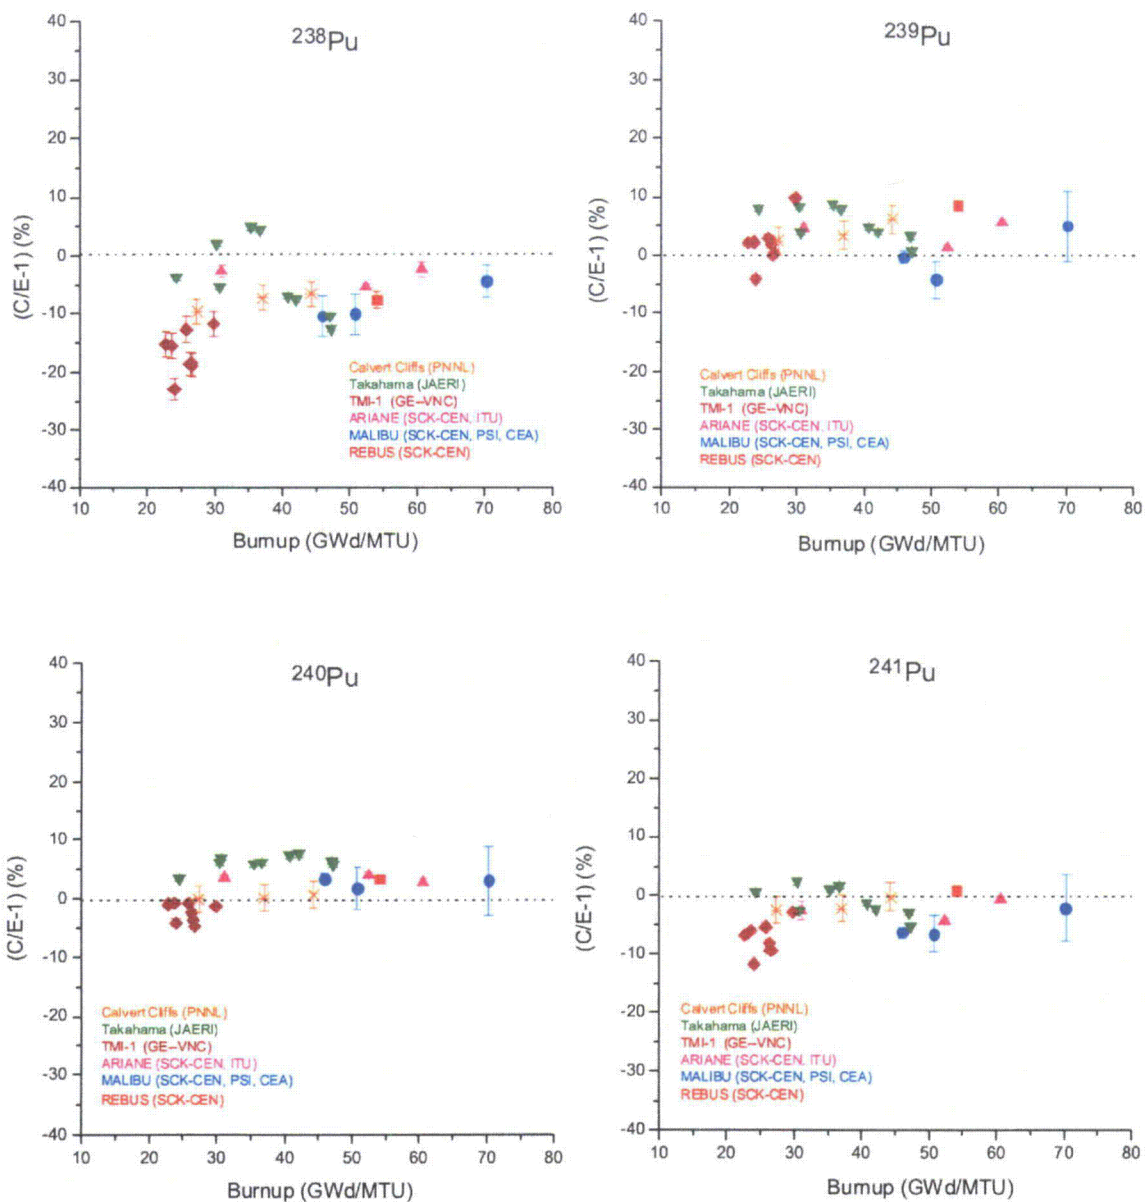 238Pu
40
30
20
10
0
-10
-20
-30
-40
(C/E-1) (%)
Calvert Cliffs (PNNL)
Takahama (JAERI)
TMI-1 (GE--VNC)
ARIANE (SCK-CEN, ITU)
MALIBU (SCK-CEN, PSI, CEA)
REBUS (SCK-CEN)
10 20 30 40 50 60 70 80
Burnup (GWd/MTU)
239Pu
40
30
20
10
0
-10
-20
-30
-40
(C/E-1) (%)
Calvert Cliffs (PNNL)
Takahama (JAERI)
TMI-1 (GE--VNC)
ARIANE (SCK-CEN, ITU)
MALIBU (SCK-CEN, PSI, CEA)
REBUS (SCK-CEN)
10 20 30 40 50 60 70 80
Burnup (GWd/MTU)
240Pu
40
30
20
10
0
-10
-20
-30
-40
(C/E-1) (%)
Calvert Cliffs (PNNL)
Takahama (JAERI)
TMI-1 (GE--VNC)
ARIANE (SCK-CEN, ITU)
MALIBU (SCK-CEN, PSI, CEA)
REBUS (SCK-CEN)
10 20 30 40 50 60 70 80
Burnup (GWd/MTU)
241Pu
40
30
20
10
0
-10
-20
-30
-40
(C/E-1) (%)
Calvert Cliffs (PNNL)
Takahama (JAERI)
TMI-1 (GE--VNC)
ARIANE (SCK-CEN, ITU)
MALIBU (SCK-CEN, PSI, CEA)
REBUS (SCK-CEN)
10 20 30 40 50 60 70 80
Burnup (GWd/MTU)